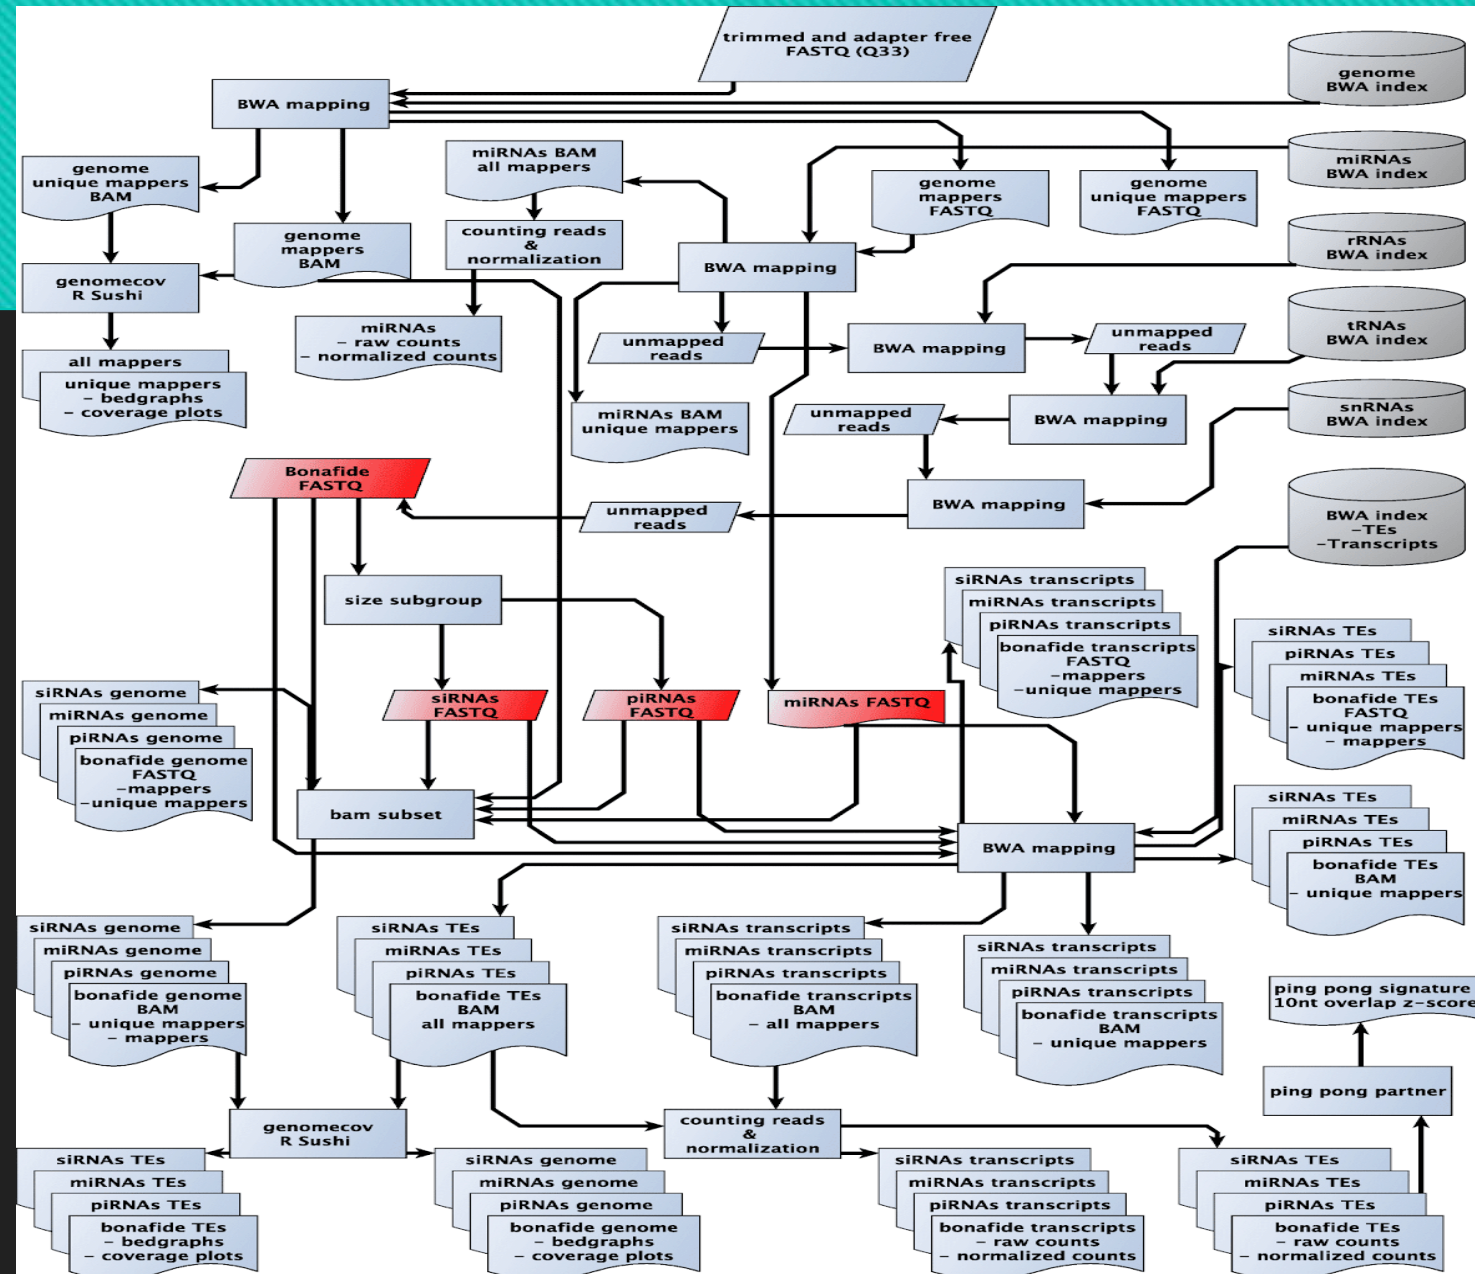 trimmed and adapter free
FASTQ (Q33)
genome
BWA index
BWA mapping
miRNAs
BWA index
genome
unique mappers
BAM
miRNAs BAM
all mappers
genome
mappers
FASTQ
genome
unique mappers
FASTQ
genome
mappers
BAM
counting reads
&
normalization
BWA mapping
rRNAs
BWA index
genomecov
R Sushi
miRNAs
– raw counts
– normalized counts
unmapped
reads
BWA mapping
unmapped
reads
tRNAs
BWA index
all mappers
unique mappers
– bedgraphs
– coverage plots
miRNAs BAM
unique mappers
unmapped
reads
BWA mapping
snRNAs
BWA index
Bonafide
FASTQ
unmapped
reads
BWA mapping
BWA index
–TEs
–Transcripts
size subgroup
siRNAs transcripts
miRNAs transcripts
piRNAs transcripts
bonafide transcripts
FASTQ
–mappers
–unique mappers
siRNAs TEs
piRNAs TEs
miRNAs TEs
bonafide TEs
FASTQ
– unique mappers
– mappers
siRNAs genome
miRNAs genome
piRNAs genome
bonafide genome
FASTQ
–mappers
–unique mappers
siRNAs
FASTQ
piRNAs
FASTQ
miRNAs FASTQ
bam subset
BWA mapping
siRNAs TEs
miRNAs TEs
piRNAs TEs
bonafide TEs
BAM
– unique mappers
siRNAs genome
miRNAs genome
piRNAs genome
bonafide genome
BAM
– unique mappers
– mappers
siRNAs TEs
miRNAs TEs
piRNAs TEs
bonafide TEs
BAM
all mappers
siRNAs transcripts
miRNAs transcripts
piRNAs transcripts
bonafide transcripts
BAM
– all mappers
siRNAs transcripts
miRNAs transcripts
piRNAs transcripts
bonafide transcripts
BAM
– unique mappers
ping pong signature
10nt overlap z–score
ping pong partner
genomecov
R Sushi
counting reads
&
normalization
siRNAs TEs
miRNAs TEs
piRNAs TEs
bonafide TEs
– bedgraphs
– coverage plots
siRNAs genome
miRNAs genome
piRNAs genome
bonafide genome
– bedgraphs
– coverage plots
siRNAs transcripts
miRNAs transcripts
piRNAs transcripts
bonafide transcripts
– raw counts
– normalized counts
siRNAs TEs
miRNAs TEs
piRNAs TEs
bonafide TEs
– raw counts
– normalized counts